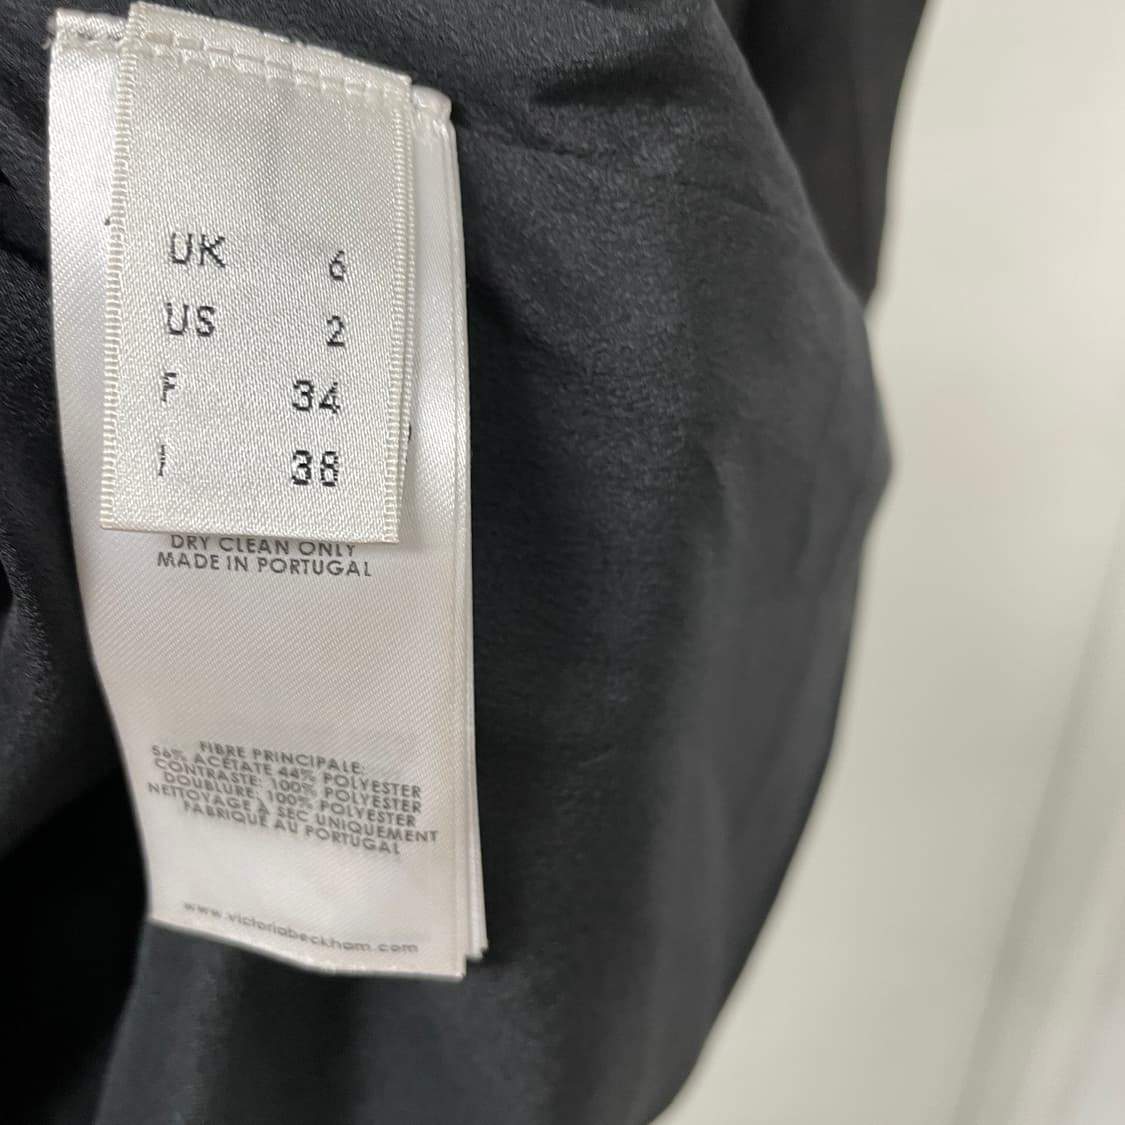 UK 6
US 2
F 34
I 38
DRY CLEAN ONLY
MADE IN PORTUGAL
FIBRE PRINCIPALE:
56% ACÉTATE 44% POLYESTER
CONTRASTE: 100% POLYESTER
DOUBLURE: 100% POLYESTER
NETTOYAGE À SEC UNIQUEMENT
FABRIQUÉ AU PORTUGAL
www.victoriabeckham.com